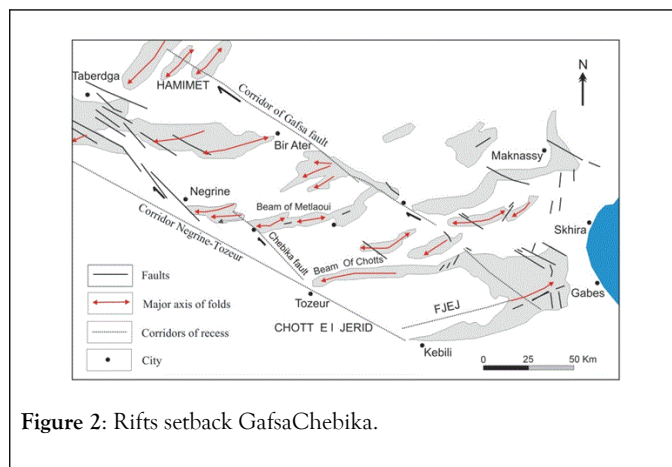 N
Taberdga
HAMIMET
Corridor of Gafsa fault
Bir Ater
Maknassy
Negrine
Beam of Metlaoui
Skhira
Corridor Negrine-Tozeur
Chebika fault
Beam Of Chotts
Faults
Major axis of folds
Tozeur
FJEJ
Gabes
Corridors of recess
CHOTT E I JERID
City
Kebili
0 25 50 Km
Figure 2: Rifts setback GafsaChebika.